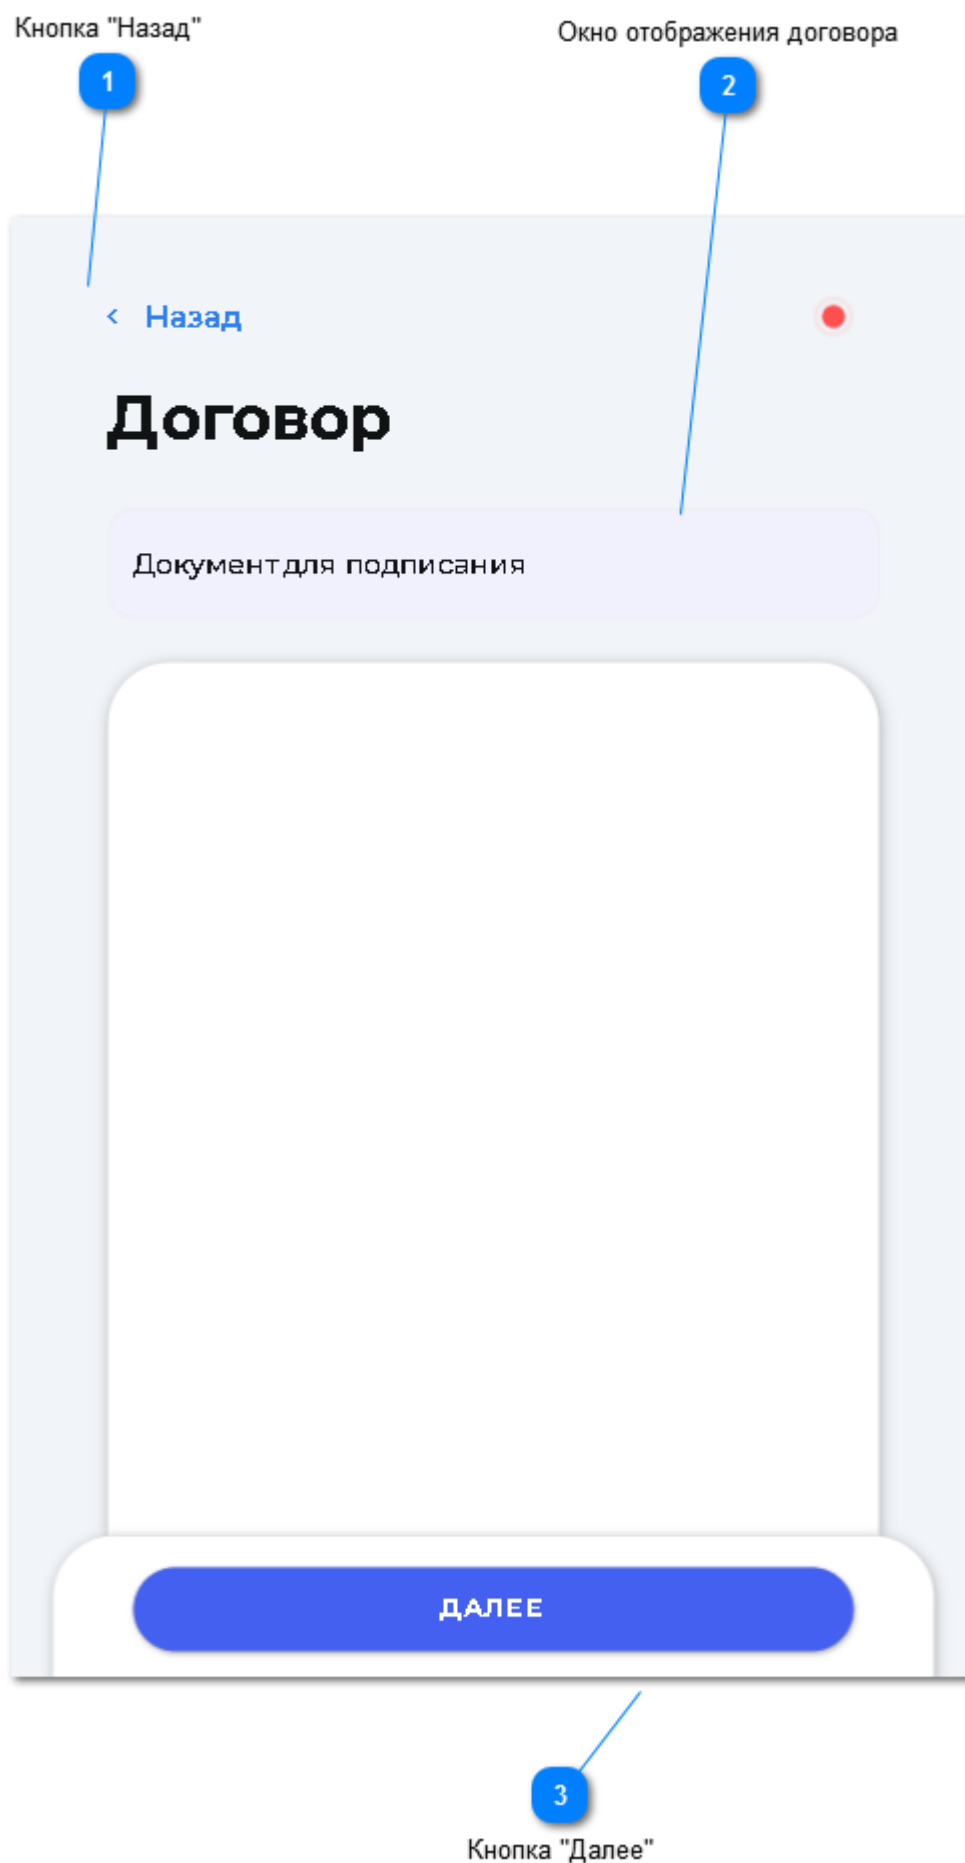 Кнопка "Назад"
Окно отображения договора
1
2
< Назад
Договор
Документ для подписания
ДАЛЕЕ
3
Кнопка "Далее"